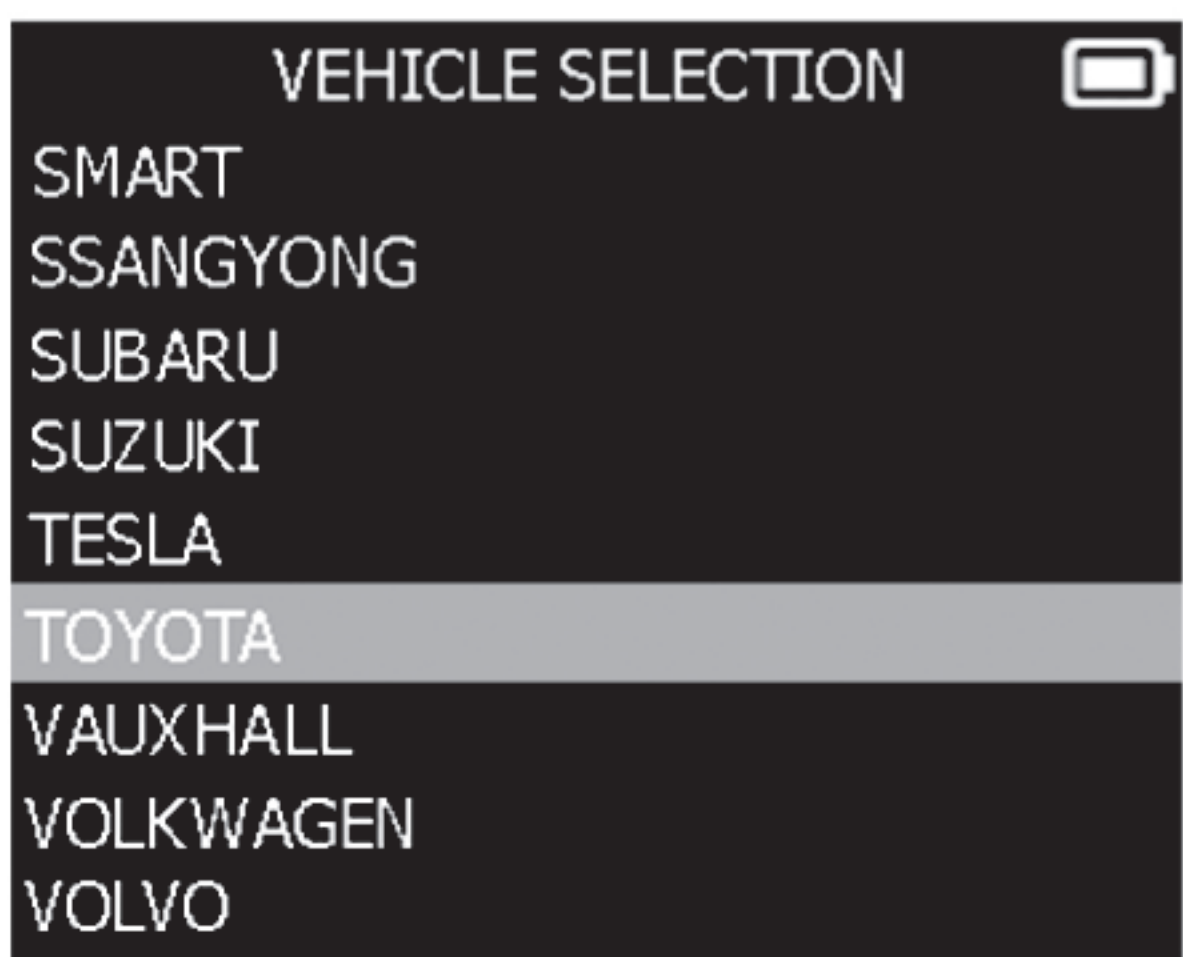 VEHICLE SELECTION
SMART
SSANGYONG
SUBARU
SUZUKI
TESLA
TOYOTA
VAUXHALL
VOLKWAGEN
VOLVO